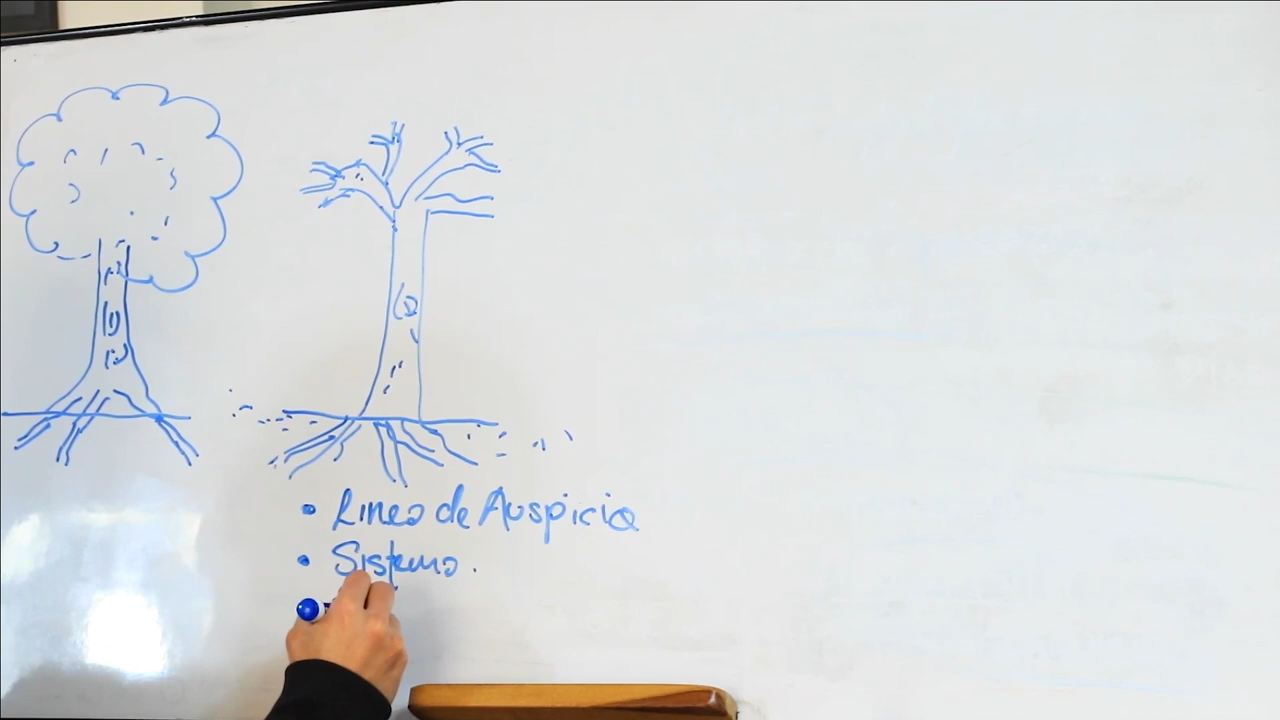 • Linea de Auspicio
• Sistema.